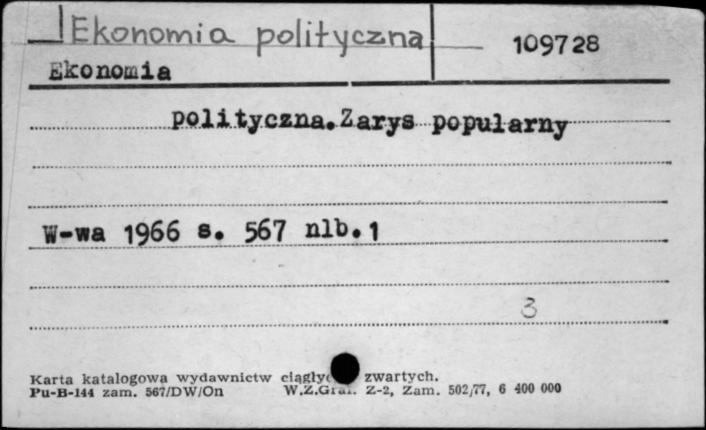 Ekonomia polityczna 109728
Ekonomia
polityczna.Zarys popularny
W-wa 1966 s. 567 nlb.1
3
Karta katalogowa wydawnictw zwartych.
Pu-B-144 zam. 567/DW/On W.Z.Graf. Z-2, Zam. 502/77, 6 400 000